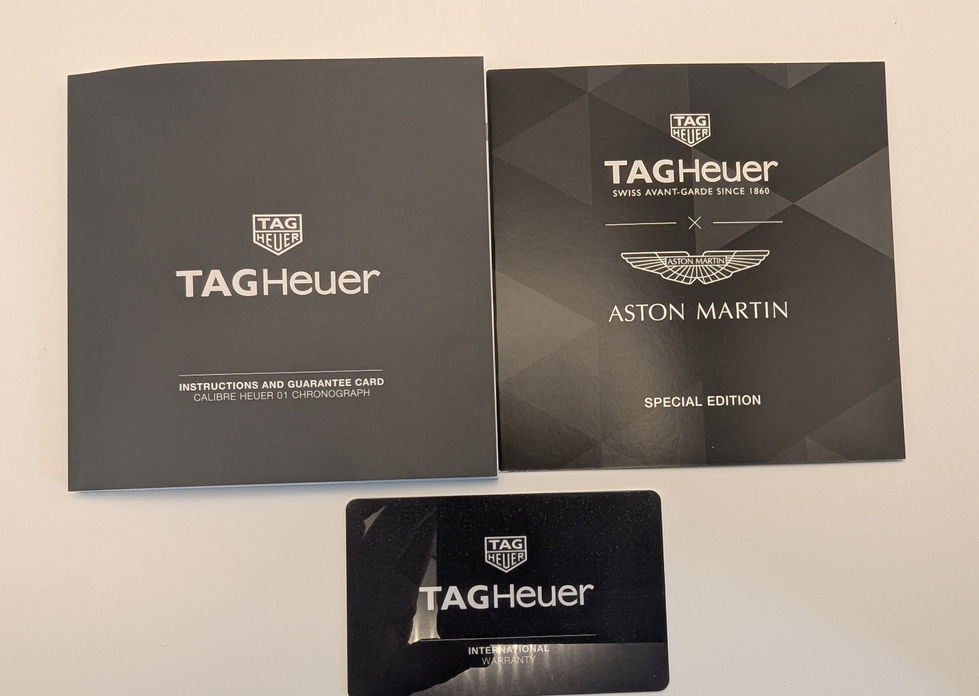 TAG
HEUER
TAGHeuer
INSTRUCTIONS AND GUARANTEE CARD
CALIBRE HEUER 01 CHRONOGRAPH
TAG
HEUER
TAGHeuer
SWISS AVANT-GARDE SINCE 1860
ASTON MARTIN
ASTON MARTIN
SPECIAL EDITION
TAG
HEUER
TAGHeuer
INTERNATIONAL
WARRANTY